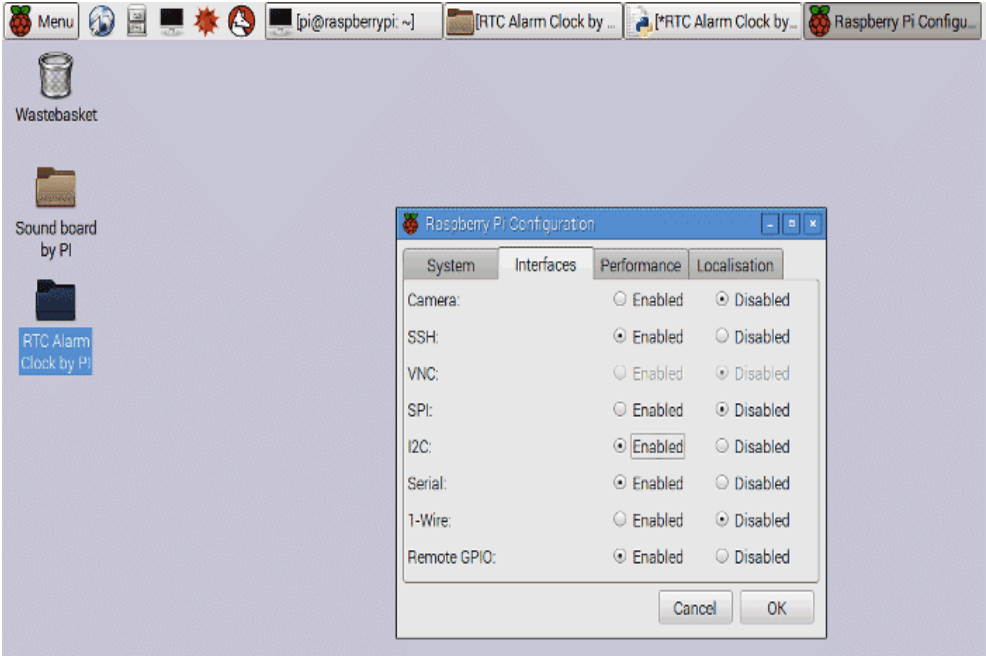 Menu [pi@raspberrypi: ~] [RTC Alarm Clock by ... [*RTC Alarm Clock by... Raspberry Pi Configu...
Wastebasket
Sound board
by PI
RTC Alarm
Clock by PI
Raspberry Pi Configuration
System Interfaces Performance Localisation
Camera: Enabled Disabled
SSH: Enabled Disabled
VNC: Enabled Disabled
SPI: Enabled Disabled
I2C: Enabled Disabled
Serial: Enabled Disabled
1-Wire: Enabled Disabled
Remote GPIO: Enabled Disabled
Cancel OK